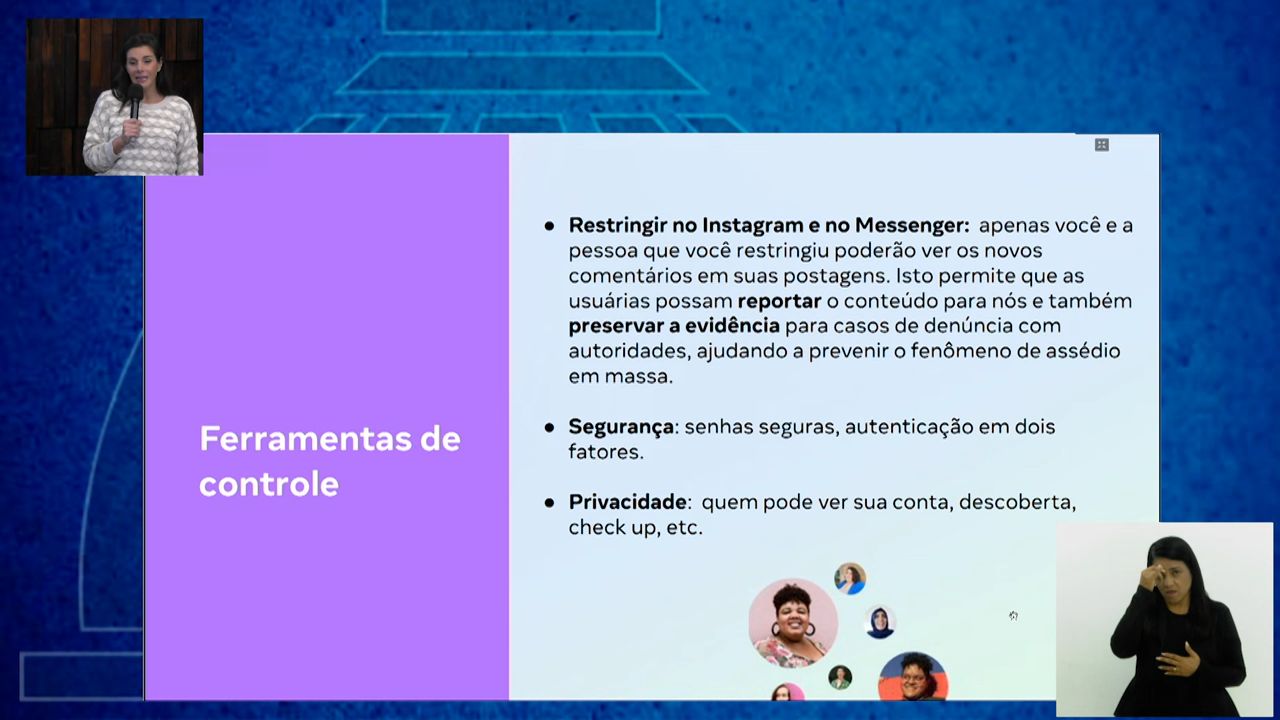 Ferramentas de
controle
● Restringir no Instagram e no Messenger: apenas você e a
pessoa que você restringiu poderão ver os novos
comentários em suas postagens. Isto permite que as
usuárias possam reportar o conteúdo para nós e também
preservar a evidência para casos de denúncia com
autoridades, ajudando a prevenir o fenômeno de assédio
em massa.
● Segurança: senhas seguras, autenticação em dois
fatores.
● Privacidade: quem pode ver sua conta, descoberta,
check up, etc.